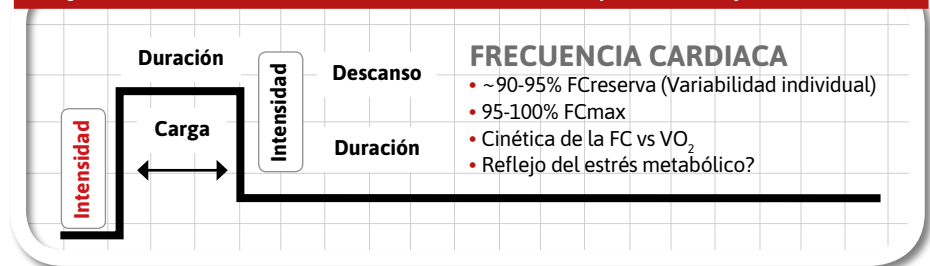 Duración
Intensidad
Carga
Intensidad
Descanso
Duración
FRECUENCIA CARDIACA
• ~90-95% FCreserva (Variabilidad individual)
• 95-100% FCmax
• Cinética de la FC vs VO₂
• Reflejo del estrés metabólico?